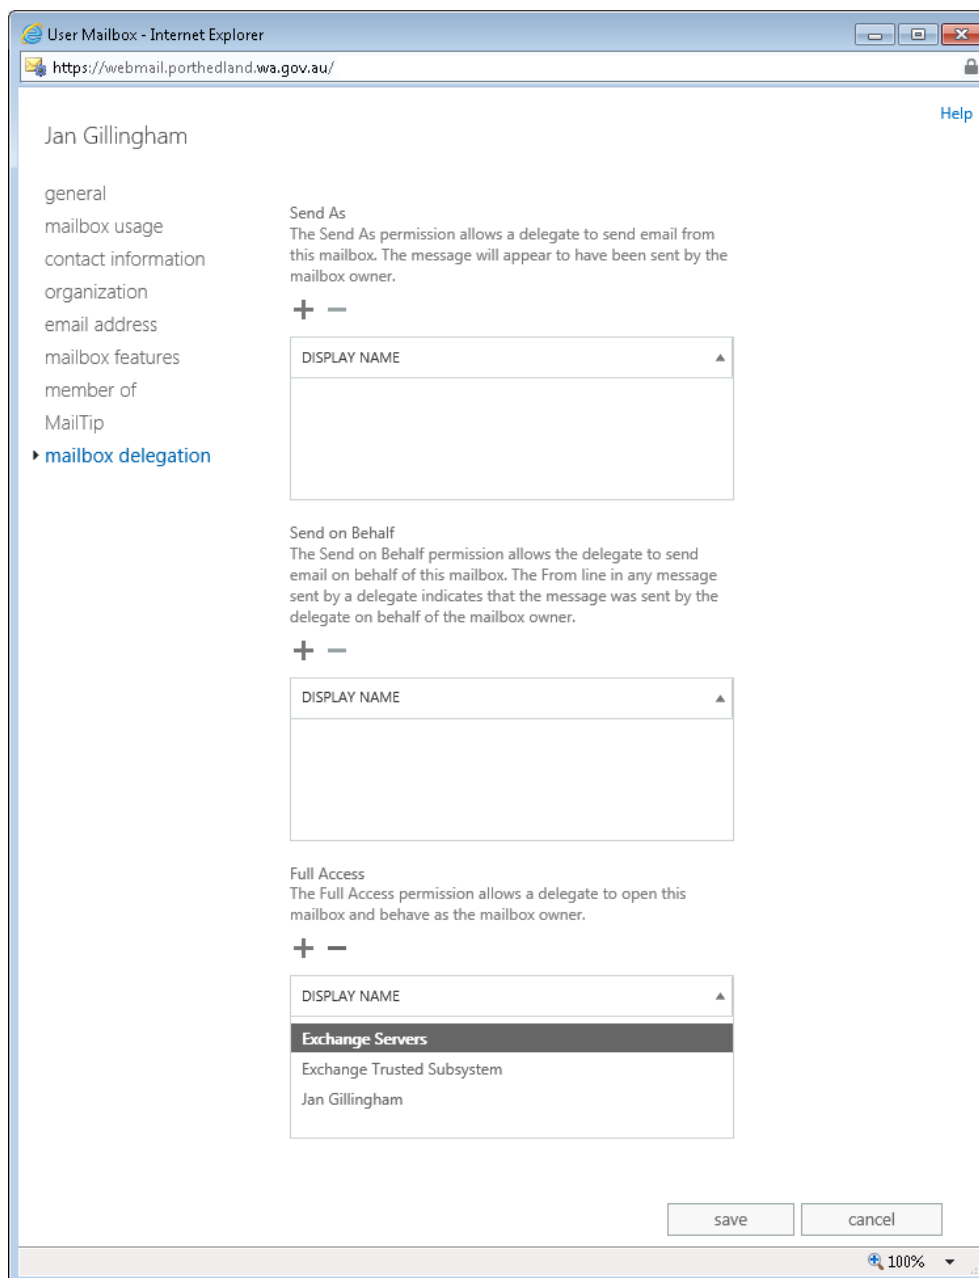 User Mailbox - Internet Explorer
https://webmail.porthedland.wa.gov.au/
Help
Jan Gillingham
general
mailbox usage
contact information
organization
email address
mailbox features
member of
MailTip
mailbox delegation
Send As
The Send As permission allows a delegate to send email from
this mailbox. The message will appear to have been sent by the
mailbox owner.
DISPLAY NAME
Send on Behalf
The Send on Behalf permission allows the delegate to send
email on behalf of this mailbox. The From line in any message
sent by a delegate indicates that the message was sent by the
delegate on behalf of the mailbox owner.
DISPLAY NAME
Full Access
The Full Access permission allows a delegate to open this
mailbox and behave as the mailbox owner.
DISPLAY NAME
Exchange Servers
Exchange Trusted Subsystem
Jan Gillingham
save
cancel
100%